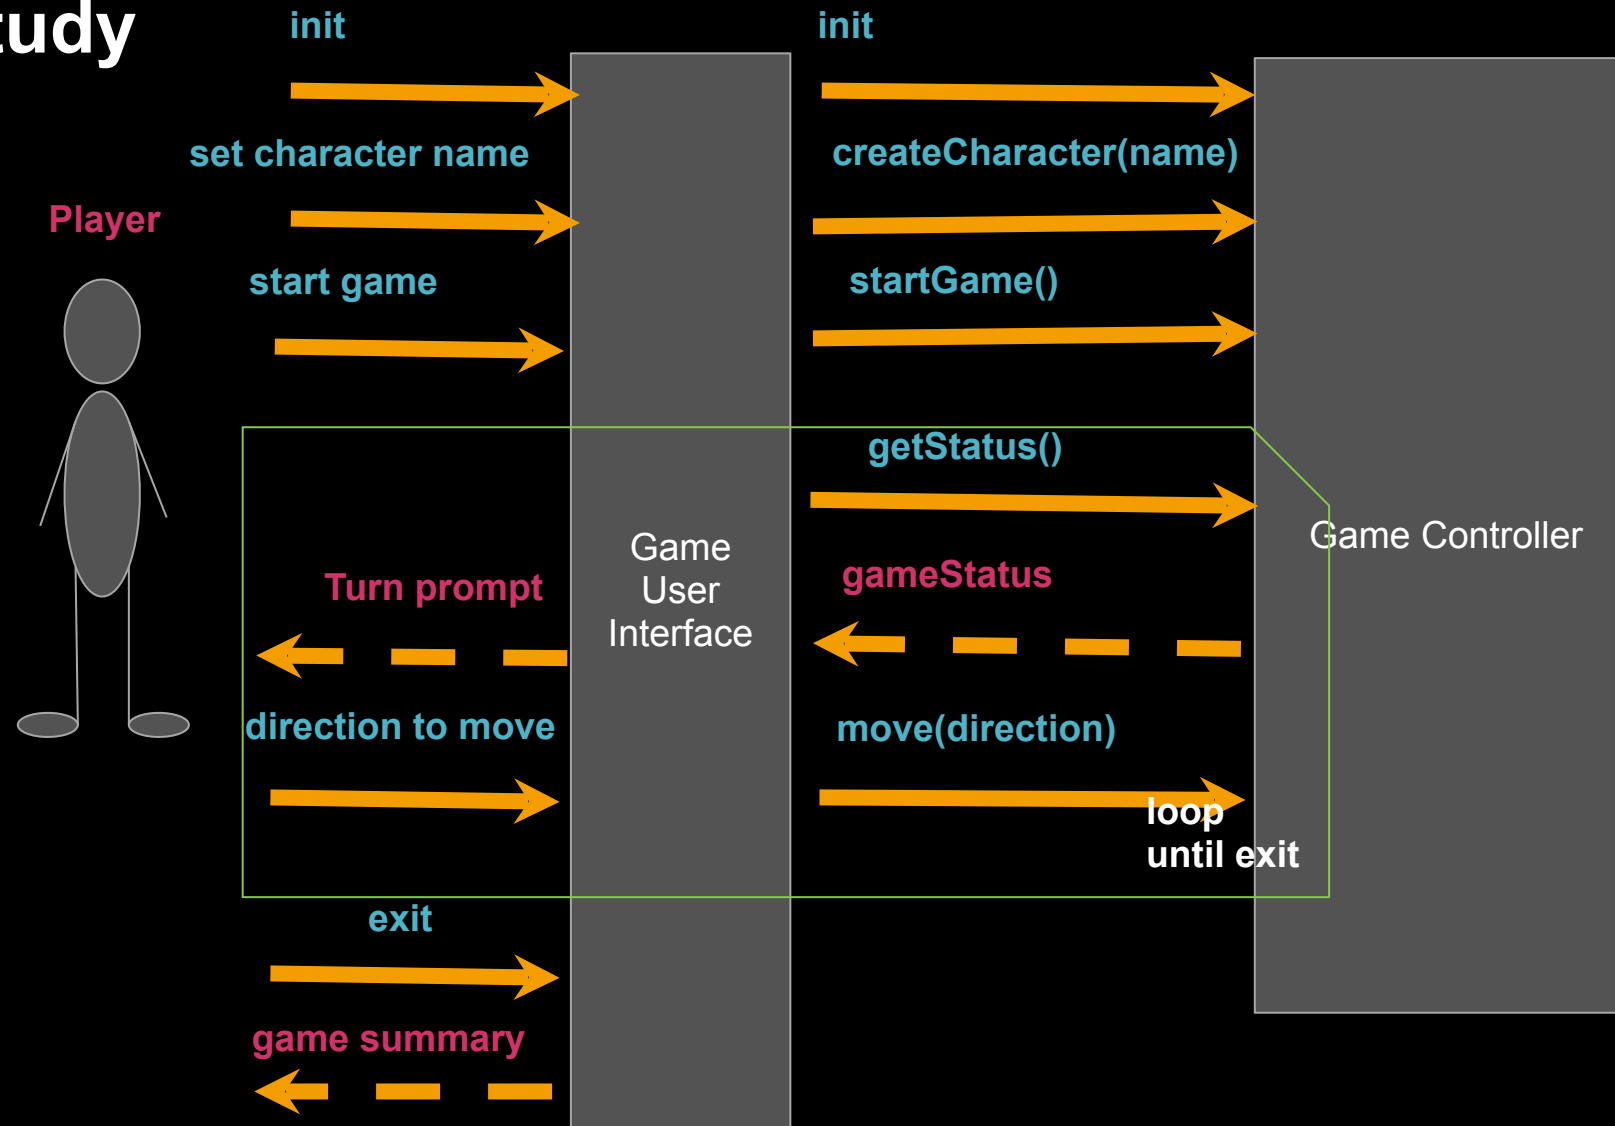 tudy
init
init
set character name
createCharacter(name)
Player
start game
startGame()
getStatus()
Game Controller
Game
User
Interface
gameStatus
Turn prompt
direction to move
move(direction)
loop
until exit
exit
game summary